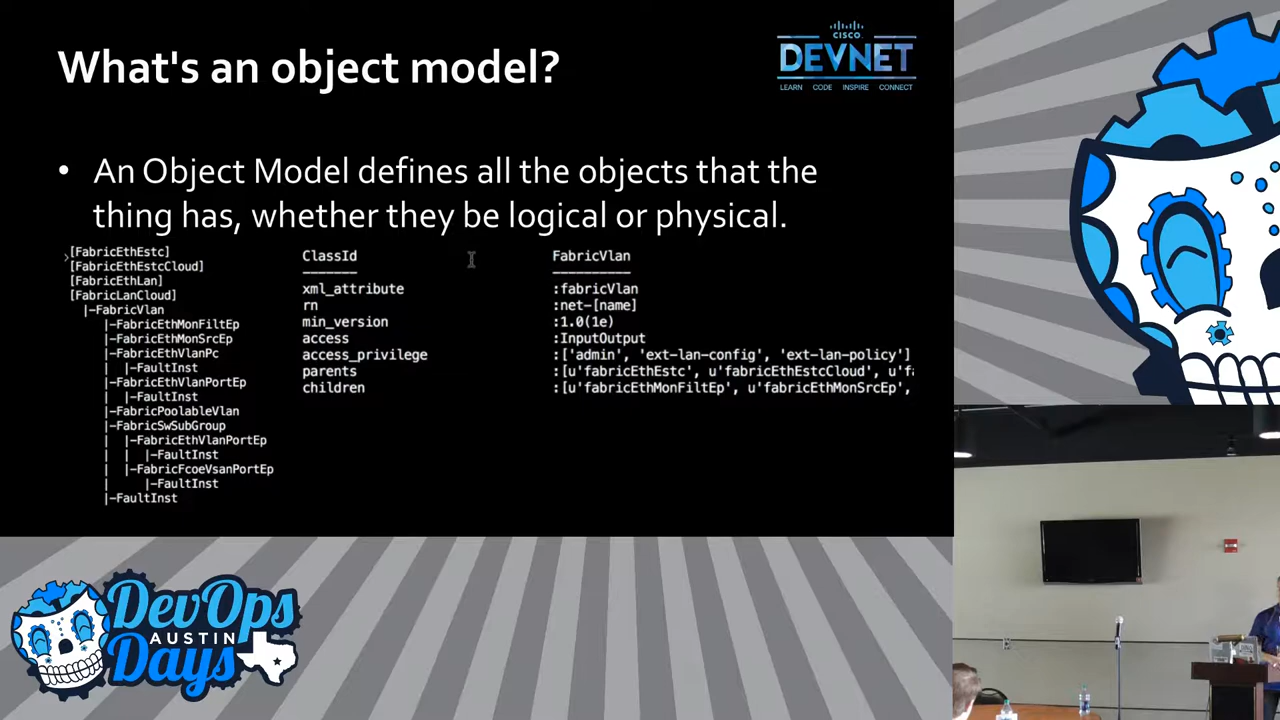 What's an object model?
CISCO
DEVNET
LEARN CODE INSPIRE CONNECT
• An Object Model defines all the objects that the
thing has, whether they be logical or physical.
[FabricEthEstc]
[FabricEthEstcCloud]
[FabricEthLan]
[FabricLanCloud]
|-FabricVlan
|-FabricEthMonFiltEp
|-FabricEthMonSrcEp
|-FabricEthVlanPc
| |-FaultInst
|-FabricEthVlanPortEp
| |-FaultInst
|-FabricPoolableVlan
|-FabricSwSubGroup
| |-FabricEthVlanPortEp
| | |-FaultInst
| |-FabricFcoeVsanPortEp
| |-FaultInst
|-FaultInst
ClassId FabricVlan
------- ----------
xml_attribute :fabricVlan
rn :net-[name]
min_version :1.0(1e)
access :InputOutput
access_privilege :['admin', 'ext-lan-config', 'ext-lan-policy']
parents :[u'fabricEthEstc', u'fabricEthEstcCloud', u'fa
children :[u'fabricEthMonFiltEp', u'fabricEthMonSrcEp',
DevOps
AUSTIN
Days